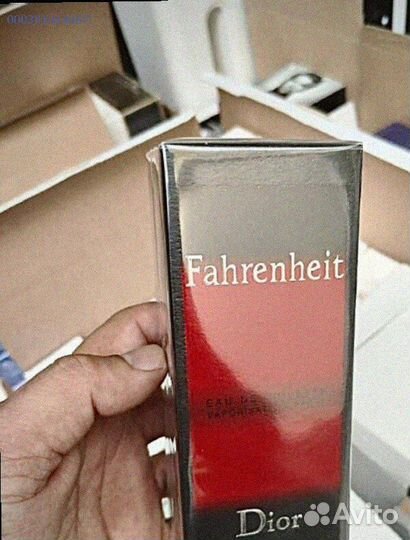 Fahrenheit
EAU DE
Dior
Avito